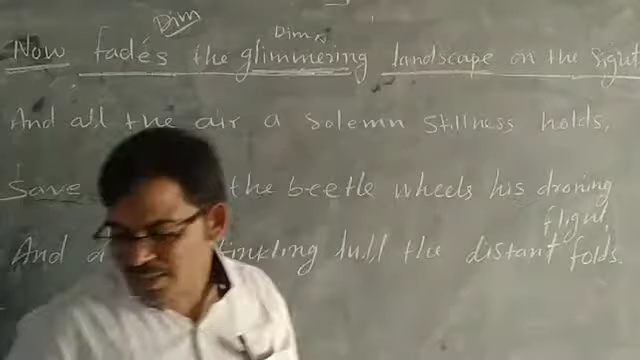 Dim
Dim
Now fades the glimmering landscape on the sight
And all the air a solemn stillness holds,
Save the beetle wheels his droning
flight,
And tinkling lull the distant folds.